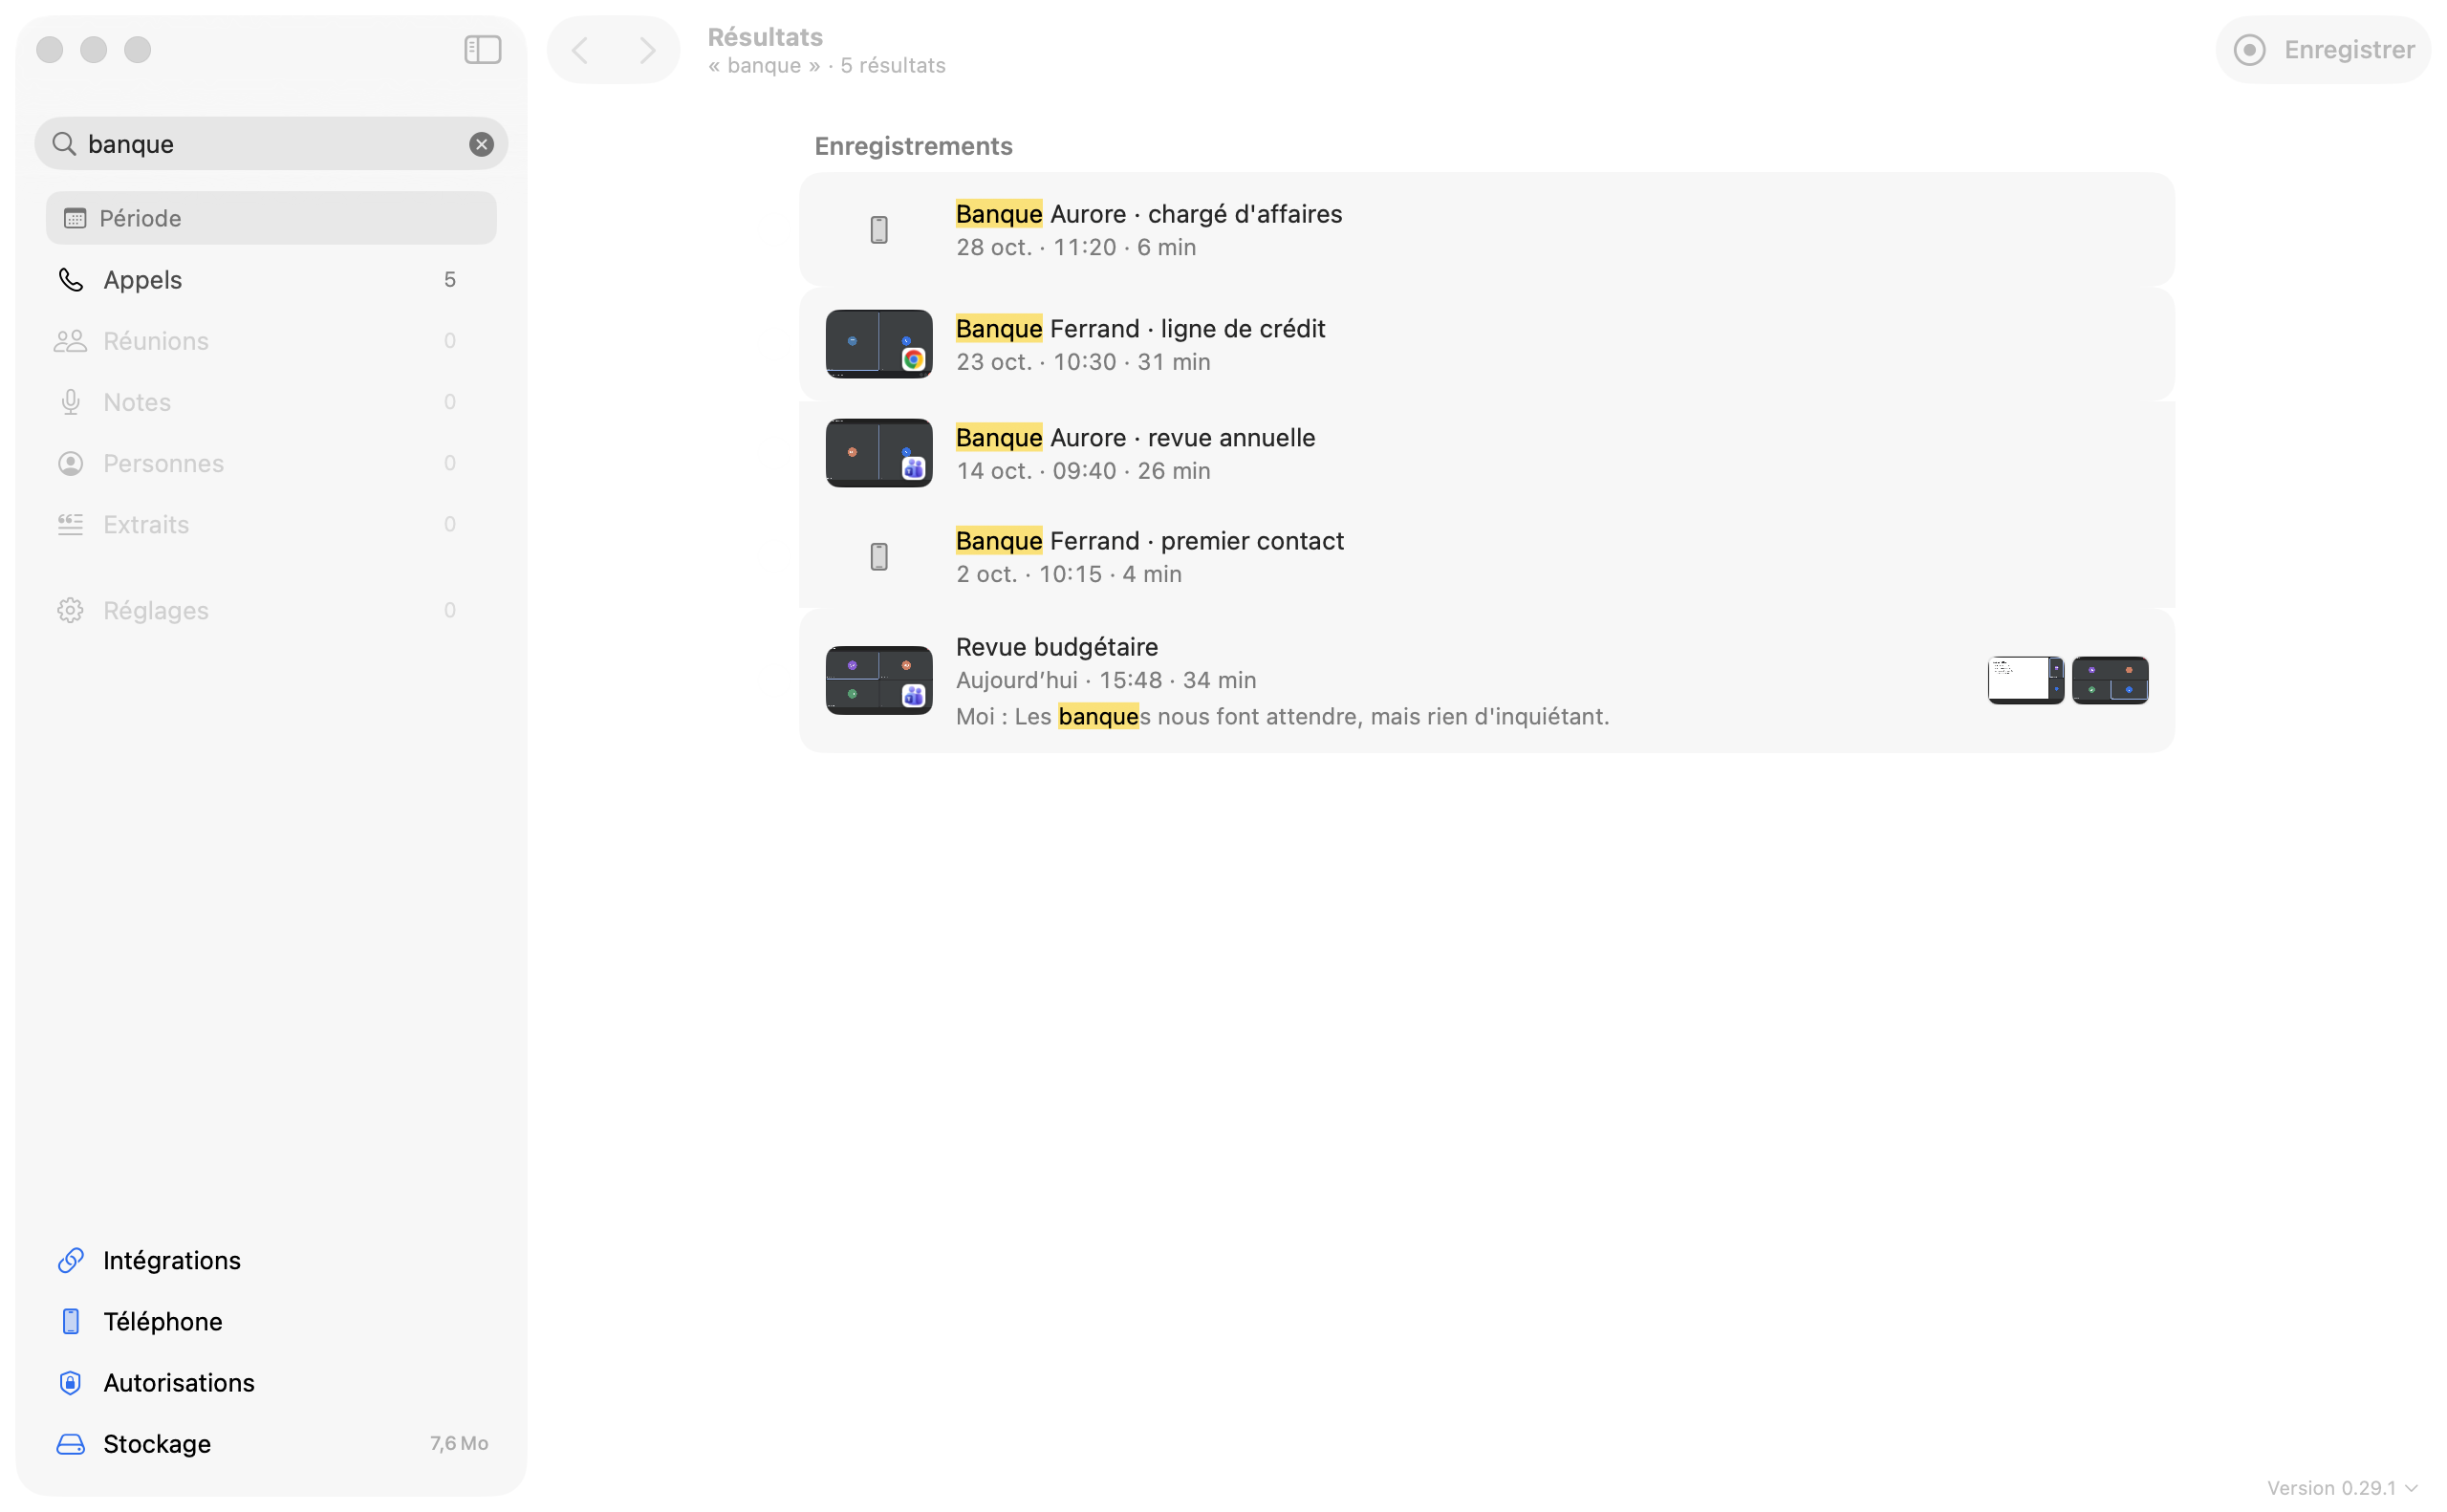 banque
Période
Appels 5
Réunions 0
Notes 0
Personnes 0
Extraits 0
Réglages 0
Intégrations
Téléphone
Autorisations
Stockage 7,6 Mo
Résultats
« banque » · 5 résultats
Enregistrer
Enregistrements
Banque Aurore · chargé d'affaires
28 oct. · 11:20 · 6 min
Banque Ferrand · ligne de crédit
23 oct. · 10:30 · 31 min
Banque Aurore · revue annuelle
14 oct. · 09:40 · 26 min
Banque Ferrand · premier contact
2 oct. · 10:15 · 4 min
Revue budgétaire
Aujourd’hui · 15:48 · 34 min
Moi : Les banques nous font attendre, mais rien d'inquiétant.
Version 0.29.1